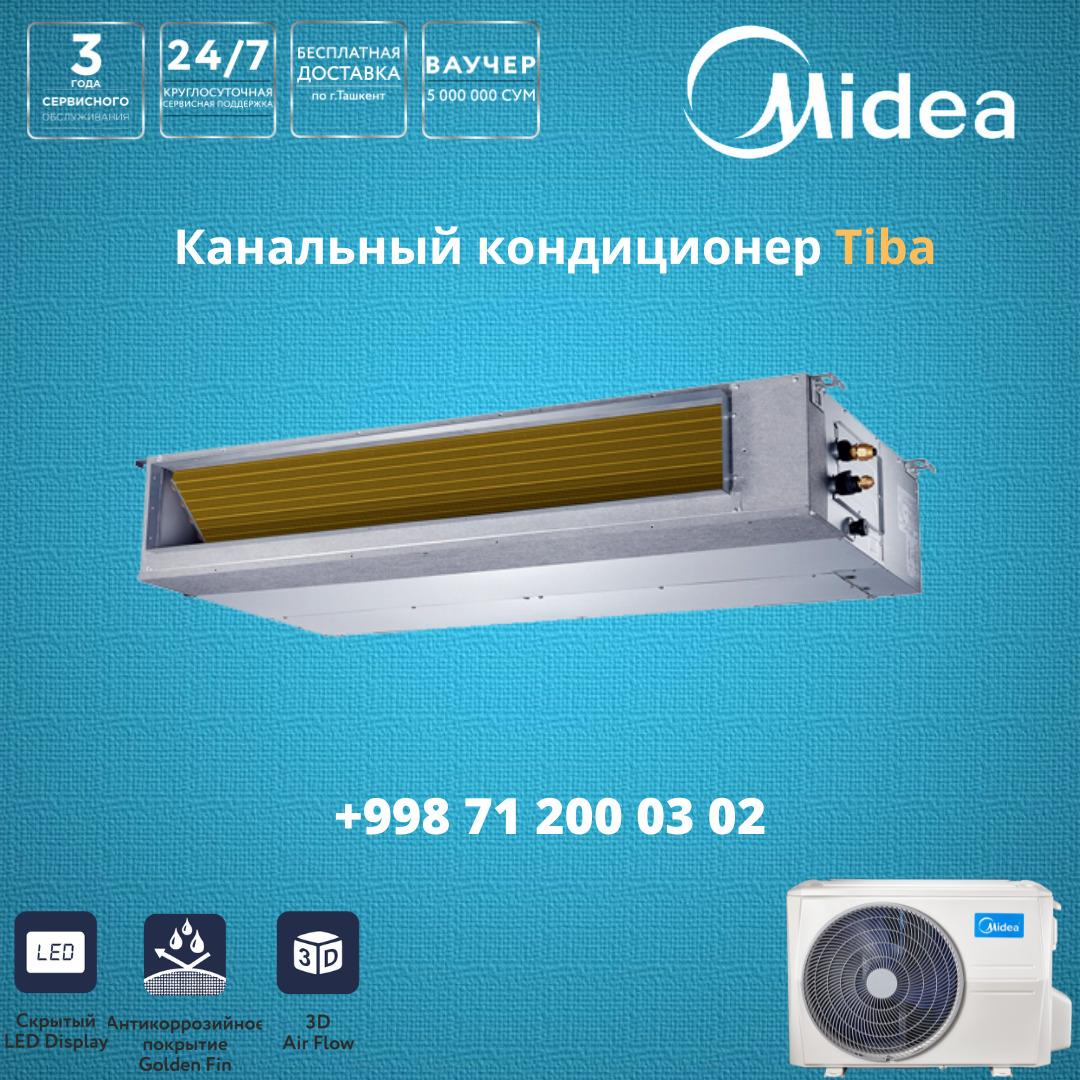 3
ГОДА
СЕРВИСНОГО
ОБСЛУЖИВАНИЯ
24/7
КРУГЛОСУТОЧНАЯ
СЕРВИСНАЯ ПОДДЕРЖКА
БЕСПЛАТНАЯ
ДОСТАВКА
по г.Ташкент
ВАУЧЕР
5 000 000 СУМ
Midea
Канальный кондиционер Tiba
+998 71 200 03 02
LED
Скрытый
LED Display
Антикоррозийное
покрытие
Golden Fin
3D
3D
Air Flow
Midea